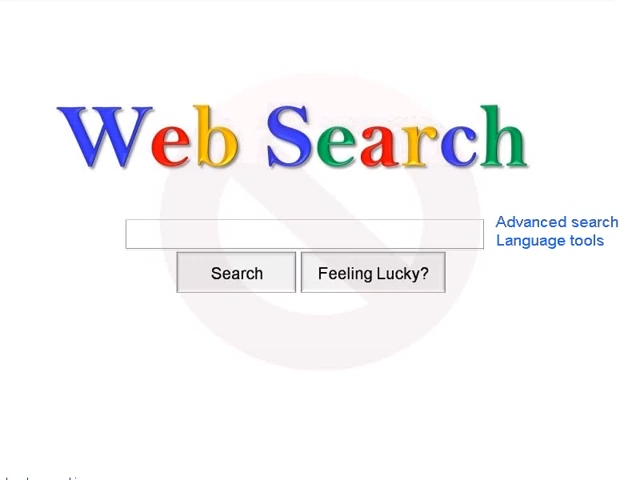 Web Search
Advanced search
Language tools
Search
Feeling Lucky?